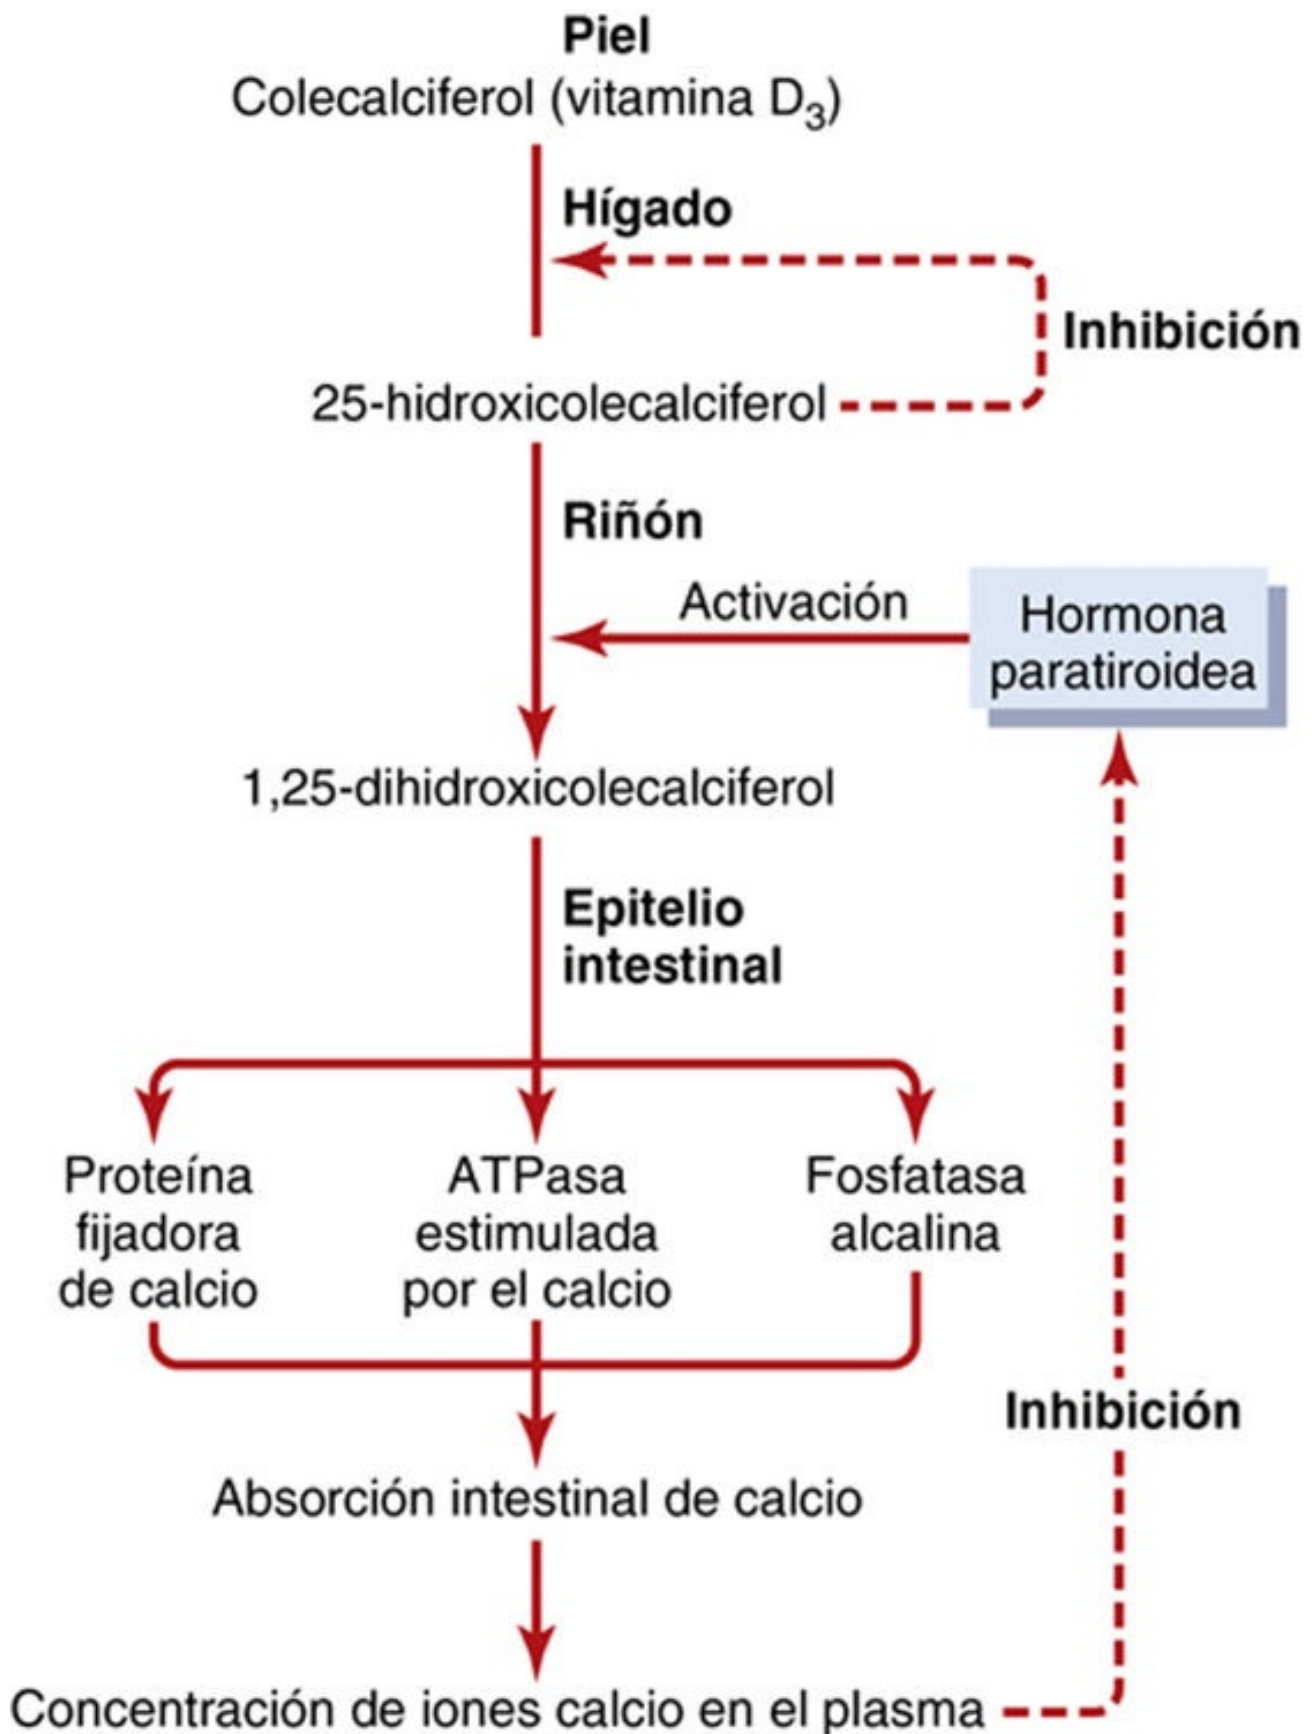 Piel
Colecalciferol (vitamina D₃)
Hígado
Inhibición
25-hidroxicolecalciferol
Riñón
Activación
Hormona
paratiroidea
1,25-dihidroxicolecalciferol
Epitelio
intestinal
Proteína
fijadora
de calcio
ATPasa
estimulada
por el calcio
Fosfatasa
alcalina
Inhibición
Absorción intestinal de calcio
Concentración de iones calcio en el plasma